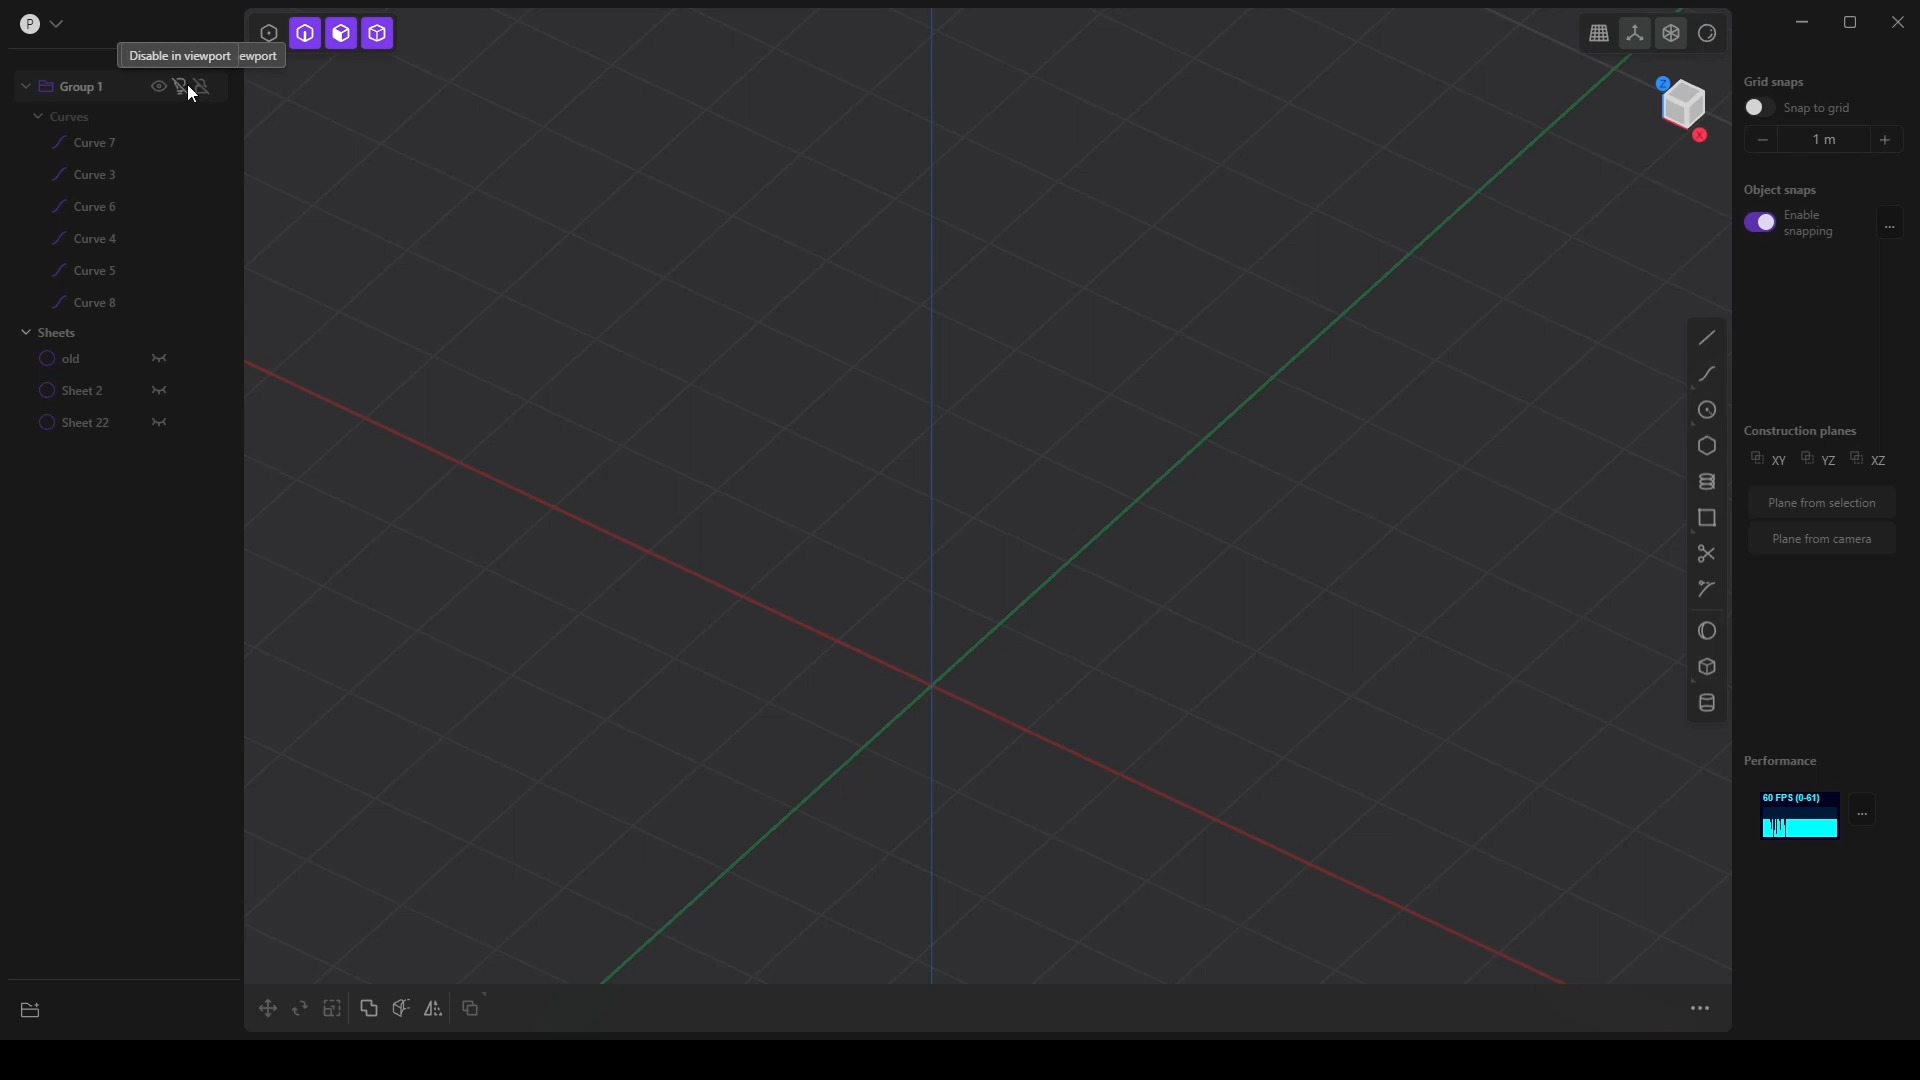 P
Disable in viewport ewport
Group 1
Curves
Curve 7
Curve 3
Curve 6
Curve 4
Curve 5
Curve 8
Sheets
old
Sheet 2
Sheet 22
Z
X
Grid snaps
Snap to grid
1 m
Object snaps
Enable
snapping
...
Construction planes
XY YZ XZ
Plane from selection
Plane from camera
Performance
60 FPS (0-61)
...